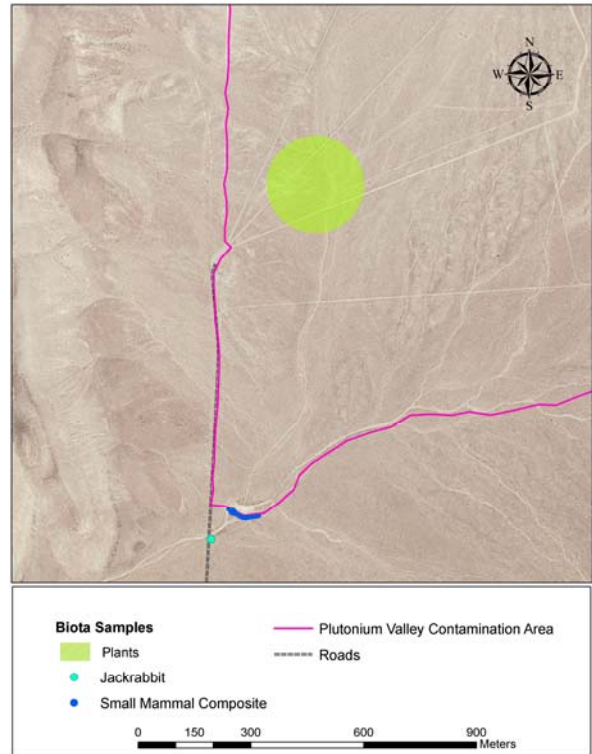 N
W E
S
Biota Samples
Plants
Jackrabbit
Small Mammal Composite
Plutonium Valley Contamination Area
Roads
0 150 300 600 900
Meters